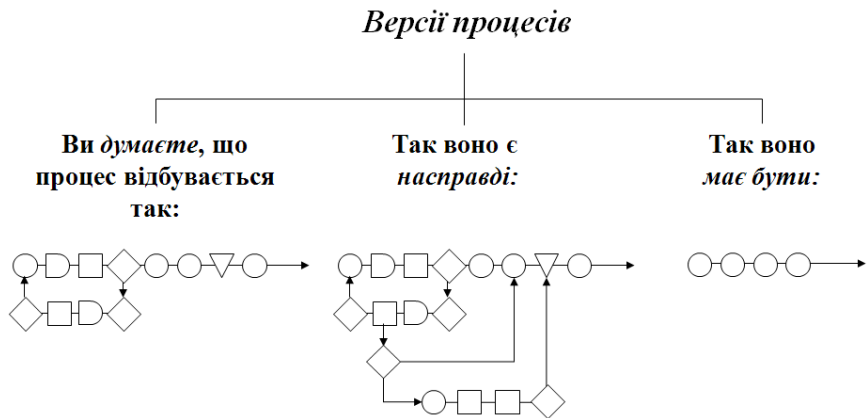 Версії процесів
Ви думаєте, що
процес відбувається
так:
Так воно є
насправді:
Так воно
має бути: